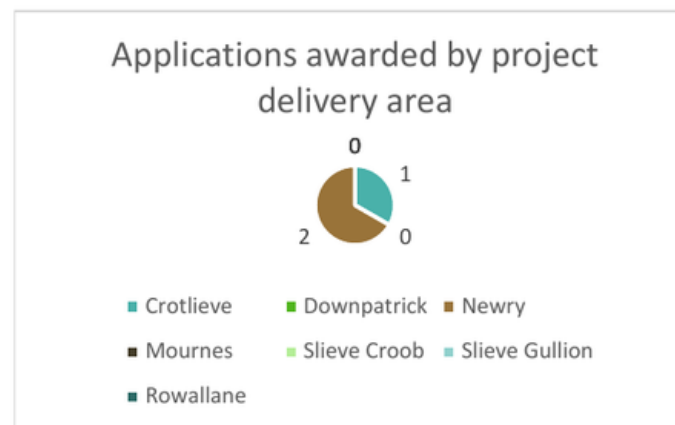 Applications awarded by project
delivery area
0
1
2
0
Crotlieve Downpatrick Newry
Mournes Slieve Croob Slieve Gullion
Rowallane